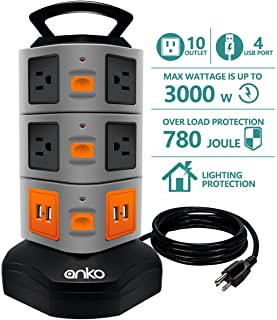 10
OUTLET
4
USB PORT
MAX WATTAGE IS UP TO
3000 W
OVER LOAD PROTECTION
780 JOULE
LIGHTING
PROTECTION
onko